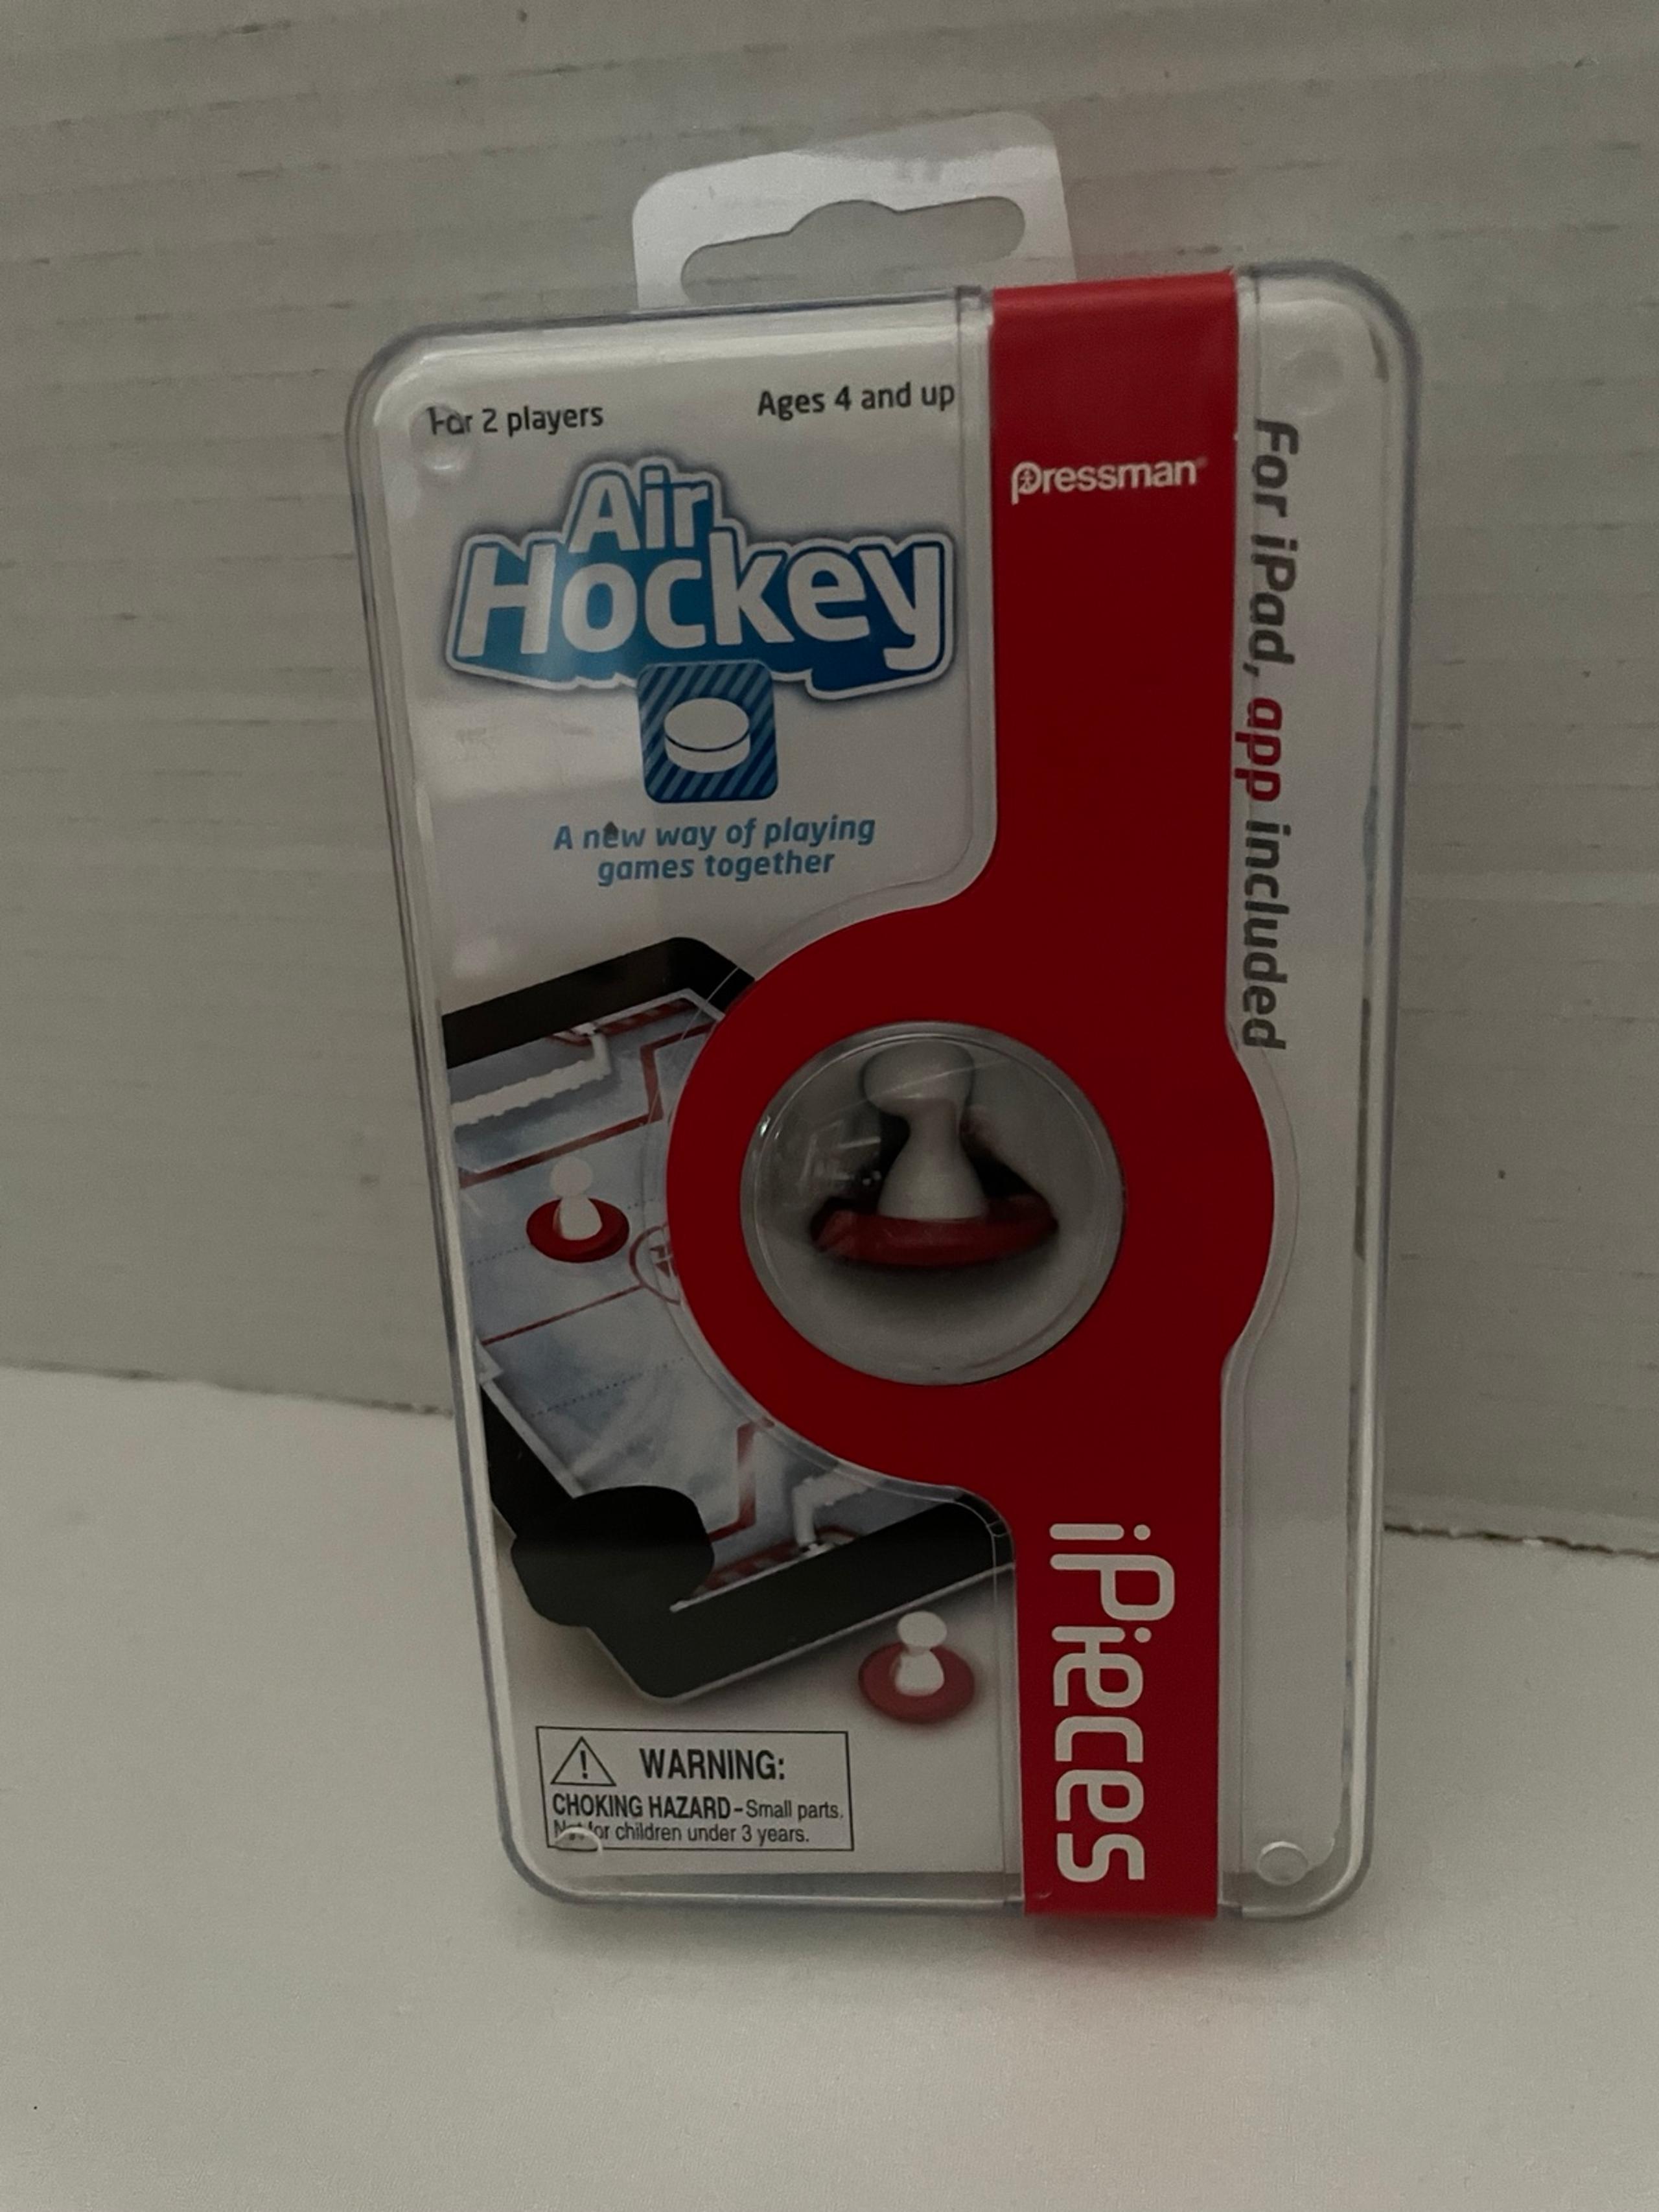 For 2 players
Ages 4 and up
Air
Hockey
A new way of playing
games together
pressman®
For iPad, app included
iPieces
WARNING:
CHOKING HAZARD – Small parts.
Not for children under 3 years.